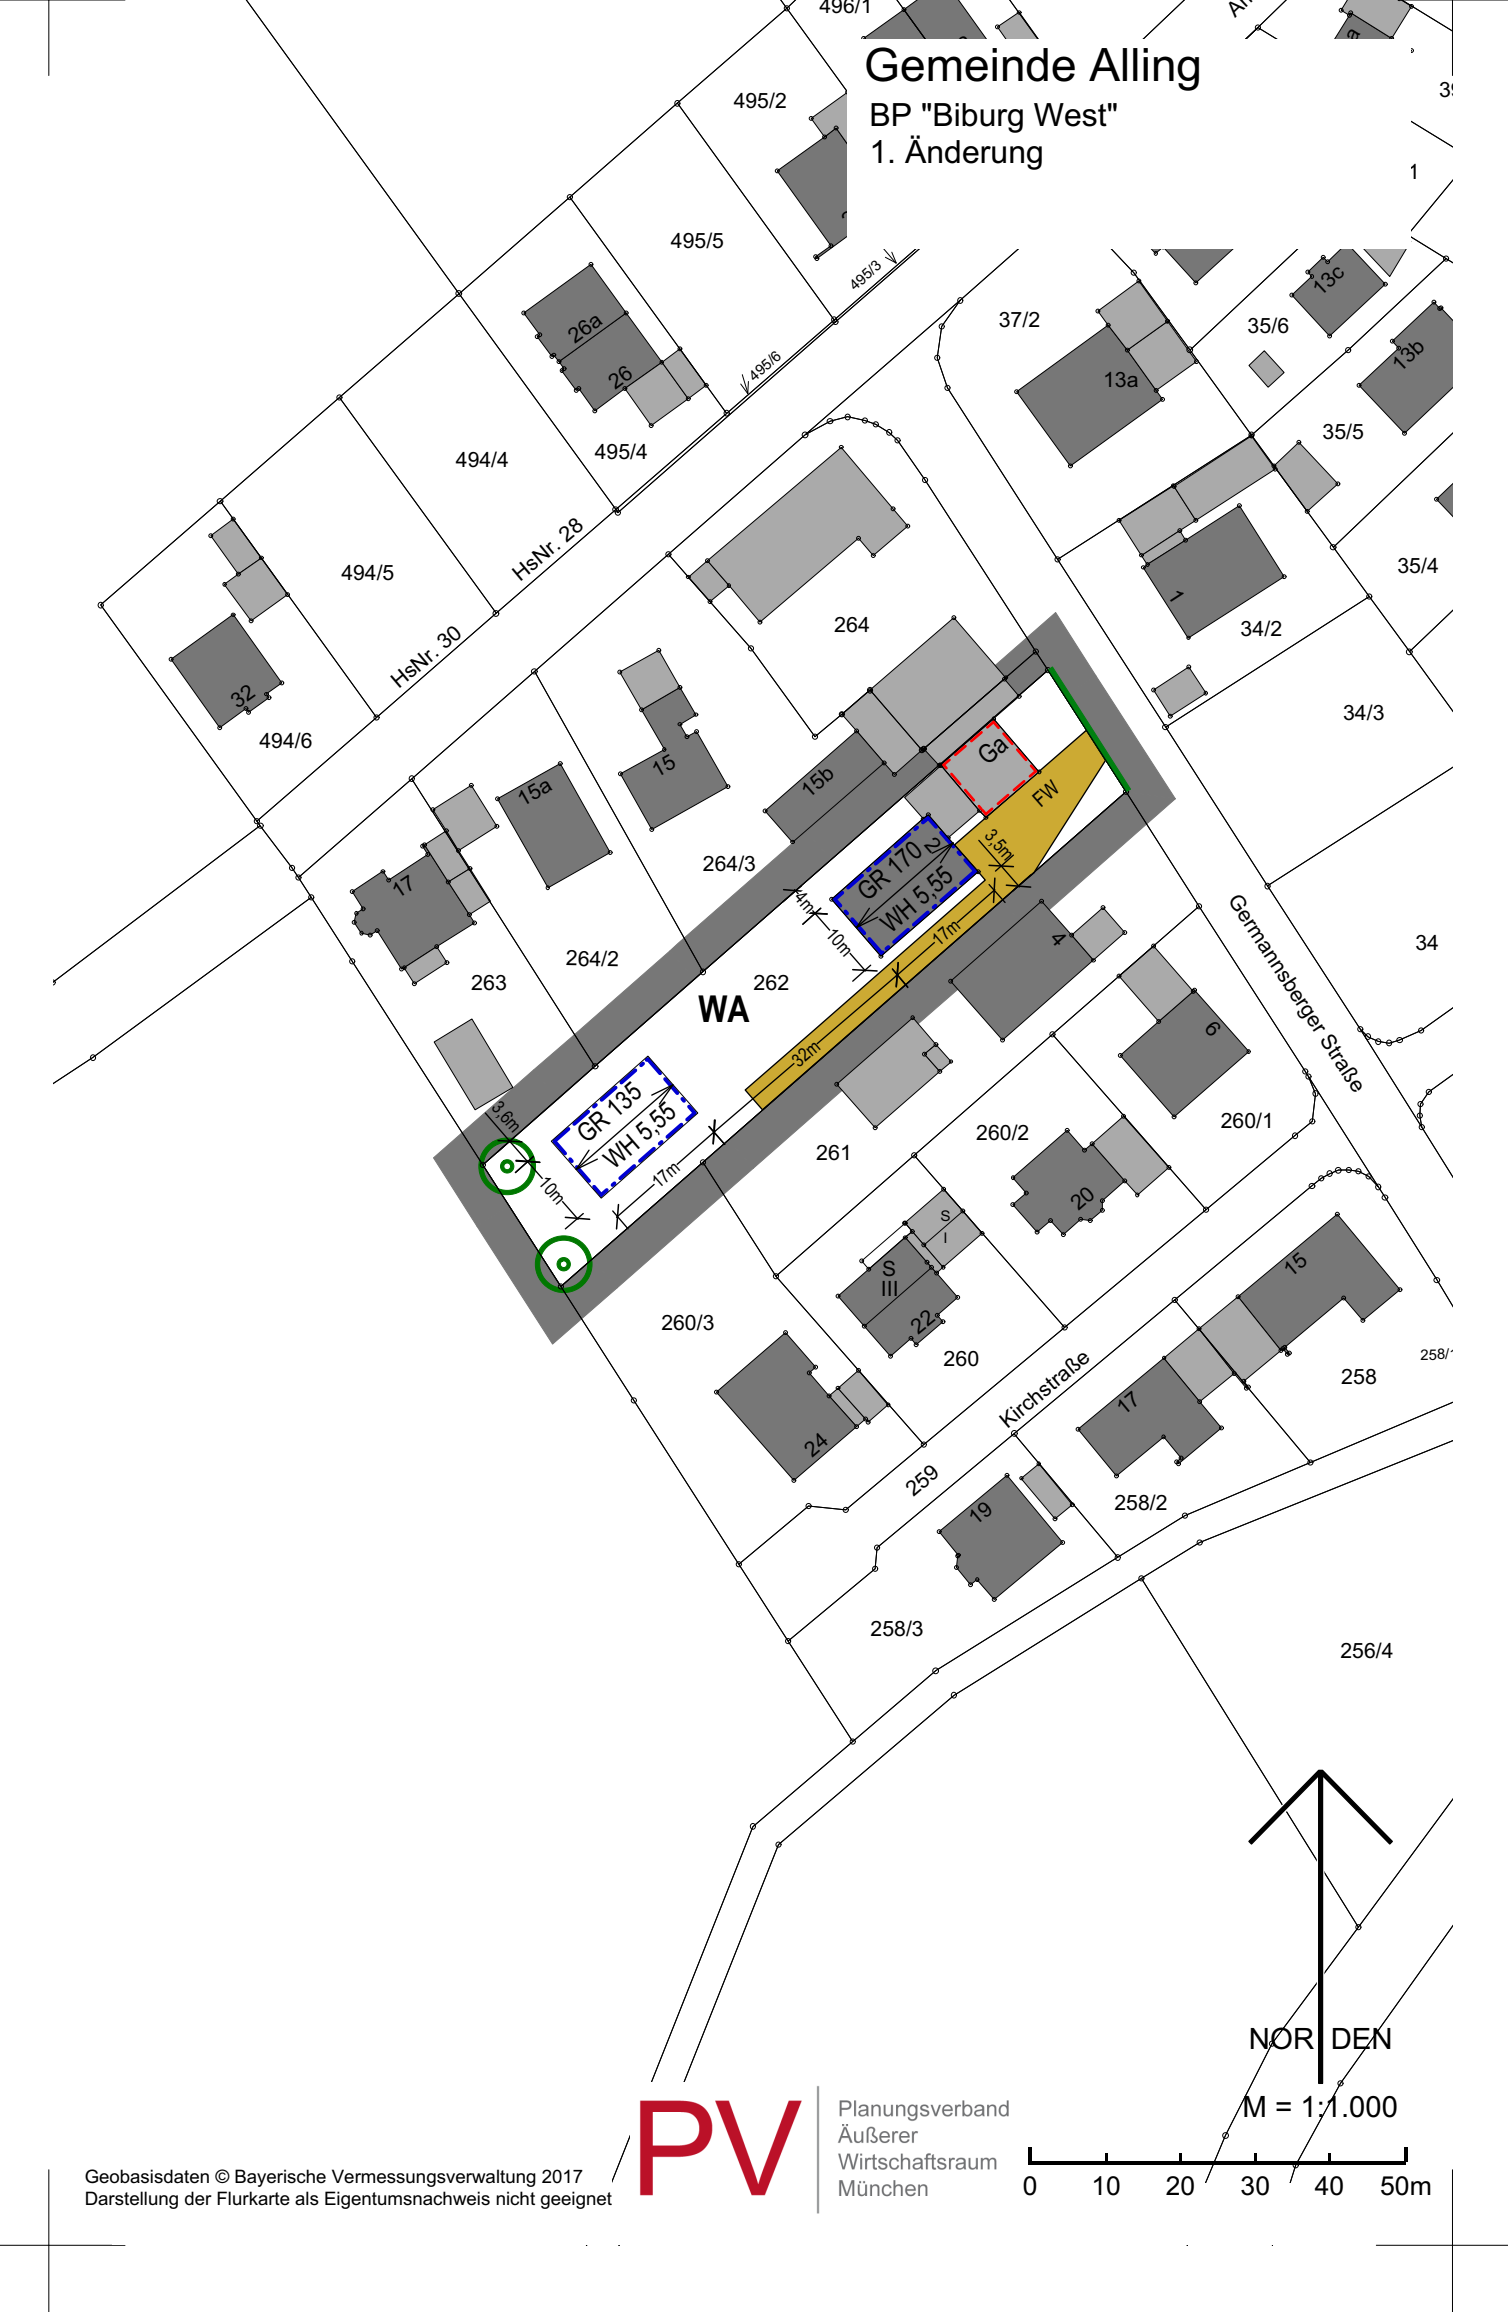 496/1
Gemeinde Alling
BP "Biburg West"
1. Änderung
495/2
495/5
495/3
495/6
37/2
13c
35/6
13b
13a
35/5
26a
26
495/4
494/4
HsNr. 28
494/5
HsNr. 30
32
494/6
35/4
1
34/2
264
34/3
15
15a
15b
Ga
FW
17
264/3
GR 170
2
WH 5,55
3,5m
4m
10m
17m
4
34
264/2
263
262
WA
Germannsberger Straße
6
32m
GR 135
WH 5,55
3,6m
10m
17m
261
260/2
260/1
20
S
I
S
III
22
15
260/3
260
258
258/1
Kirchstraße
17
24
259
19
258/2
258/3
256/4
NORDEN
M = 1:1.000
0 10 20 30 40 50m
PV
Planungsverband
Äußerer
Wirtschaftsraum
München
Geobasisdaten © Bayerische Vermessungsverwaltung 2017
Darstellung der Flurkarte als Eigentumsnachweis nicht geeignet